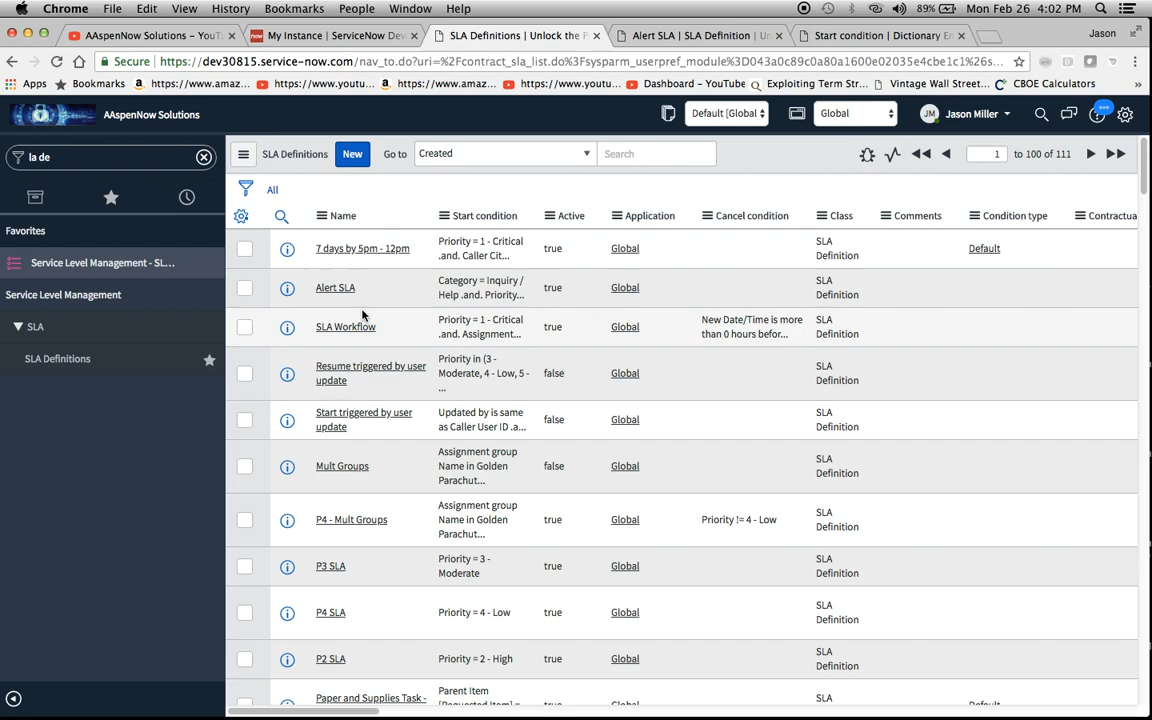 Chrome File Edit View History Bookmarks People Window Help 89% Mon Feb 26 4:02 PM
AAspenNow Solutions - YouT × My Instance | ServiceNow Dev × SLA Definitions | Unlock the P × Alert SLA | SLA Definition | Un × Start condition | Dictionary En × Jason
Secure https://dev30815.service-now.com/nav_to.do?uri=%2Fcontract_sla_list.do%3Fsysparm_userpref_module%3D043a0c89c0a80a1600e02035e4cbe1c1%26s...
Apps Bookmarks https://www.amaz... https://www.youtu... https://www.amaz... https://www.youtu... Dashboard - YouTube Exploiting Term Str... Vintage Wall Street... CBOE Calculators »
AAspenNow Solutions Default [Global Global JM Jason Miller
la de
SLA Definitions New Go to Created Search 1 to 100 of 111
All
Favorites
Service Level Management - SL...
Service Level Management
SLA
SLA Definitions
Name Start condition Active Application Cancel condition Class Comments Condition type Contractua
7 days by 5pm - 12pm Priority = 1 - Critical true Global SLA Default
.and. Caller Cit... Definition
Alert SLA Category = Inquiry / true Global SLA
Help .and. Priority... Definition
SLA Workflow Priority = 1 - Critical true Global New Date/Time is more SLA
.and. Assignment... than 0 hours befor... Definition
Resume triggered by user Priority in (3 - false Global SLA
update Moderate, 4 - Low, 5 - Definition
...
Start triggered by user Updated by is same false Global SLA
update as Caller User ID .a... Definition
Mult Groups Assignment group false Global SLA
Name in Golden Definition
Parachut...
P4 - Mult Groups Assignment group true Global Priority != 4 - Low SLA
Name in Golden Definition
Parachut...
P3 SLA Priority = 3 - true Global SLA
Moderate Definition
P4 SLA Priority = 4 - Low true Global SLA
Definition
P2 SLA Priority = 2 - High true Global SLA
Definition
Paper and Supplies Task - Parent Item true Global SLA Default